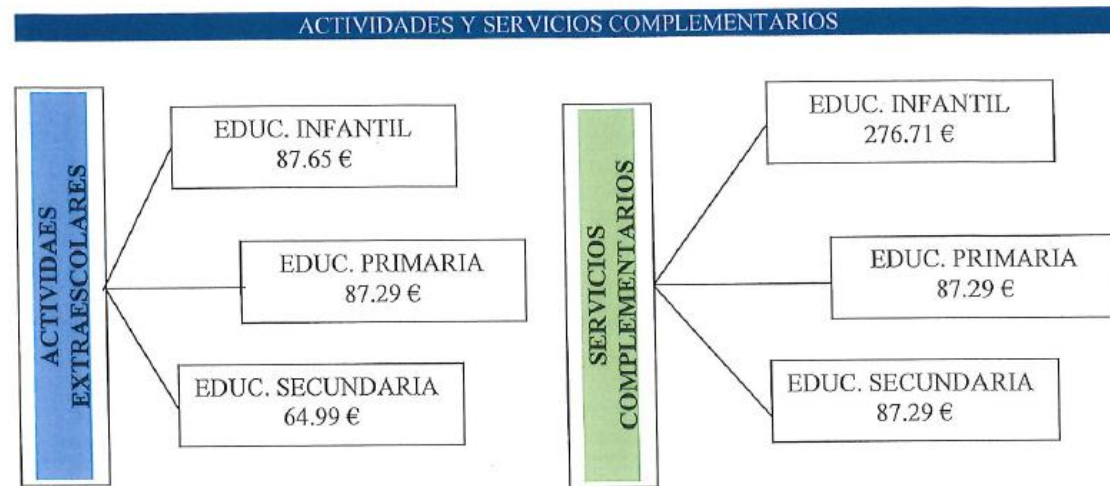 ACTIVIDADES Y SERVICIOS COMPLEMENTARIOS
ACTIVIDAES
EXTRAESCOLARES
EDUC. INFANTIL
87.65 €
EDUC. PRIMARIA
87.29 €
EDUC. SECUNDARIA
64.99 €
SERVICIOS
COMPLEMENTARIOS
EDUC. INFANTIL
276.71 €
EDUC. PRIMARIA
87.29 €
EDUC. SECUNDARIA
87.29 €